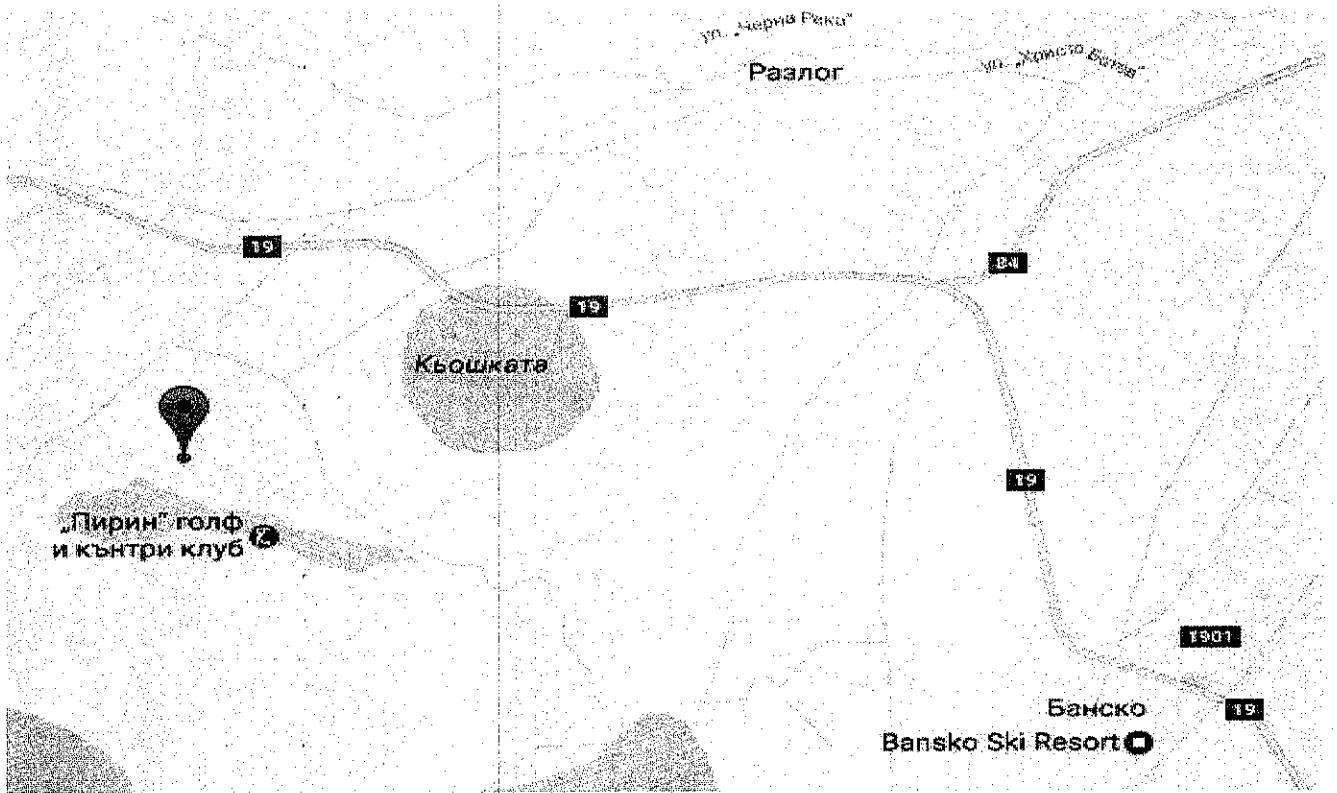 ул. „Черна Река“
Разлог
ул. „Христо Ботев“
19
84
19
Кьошката
19
„Пирин“ голф
и кънтри клуб
1901
Банско
19
Bansko Ski Resort